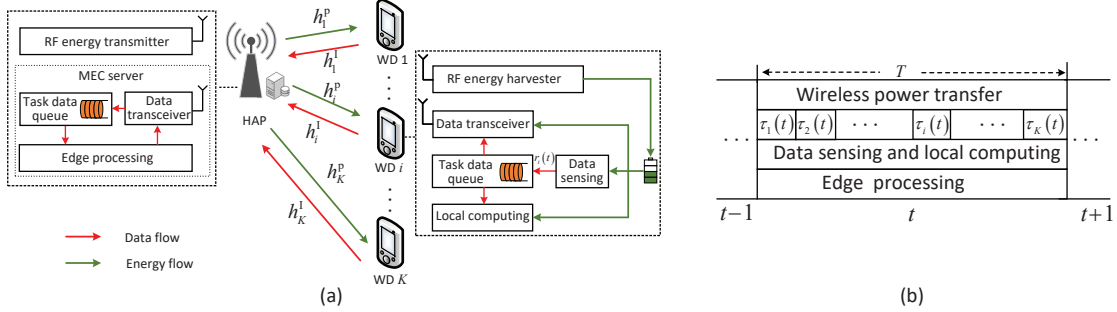 RF energy transmitter
MEC server
Task data
queue
Data
transceiver
Edge processing
Data flow
Energy flow
HAP
h_1^P
h_1^I
h_i^P
h_i^I
h_K^P
h_K^I
WD 1
WD i
WD K
RF energy harvester
Data transceiver
Task data
queue
r_i(t)
Data
sensing
Local computing
(a)
T
Wireless power transfer
τ_1(t) τ_2(t) · · · τ_i(t) · · · τ_K(t)
· · · Data sensing and local computing · · ·
Edge processing
t−1 t t+1
(b)